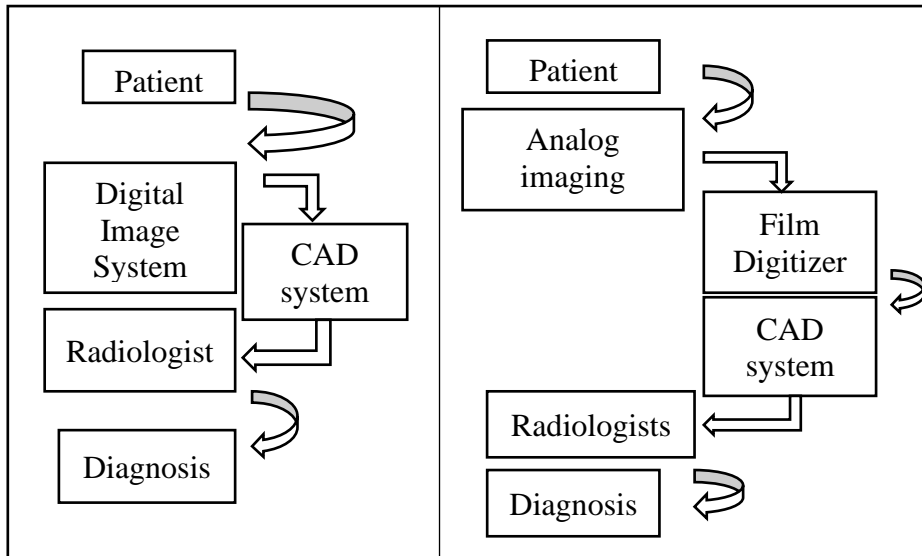 Patient
Digital
Image
System
CAD
system
Radiologist
Diagnosis
Patient
Analog
imaging
Film
Digitizer
CAD
system
Radiologists
Diagnosis